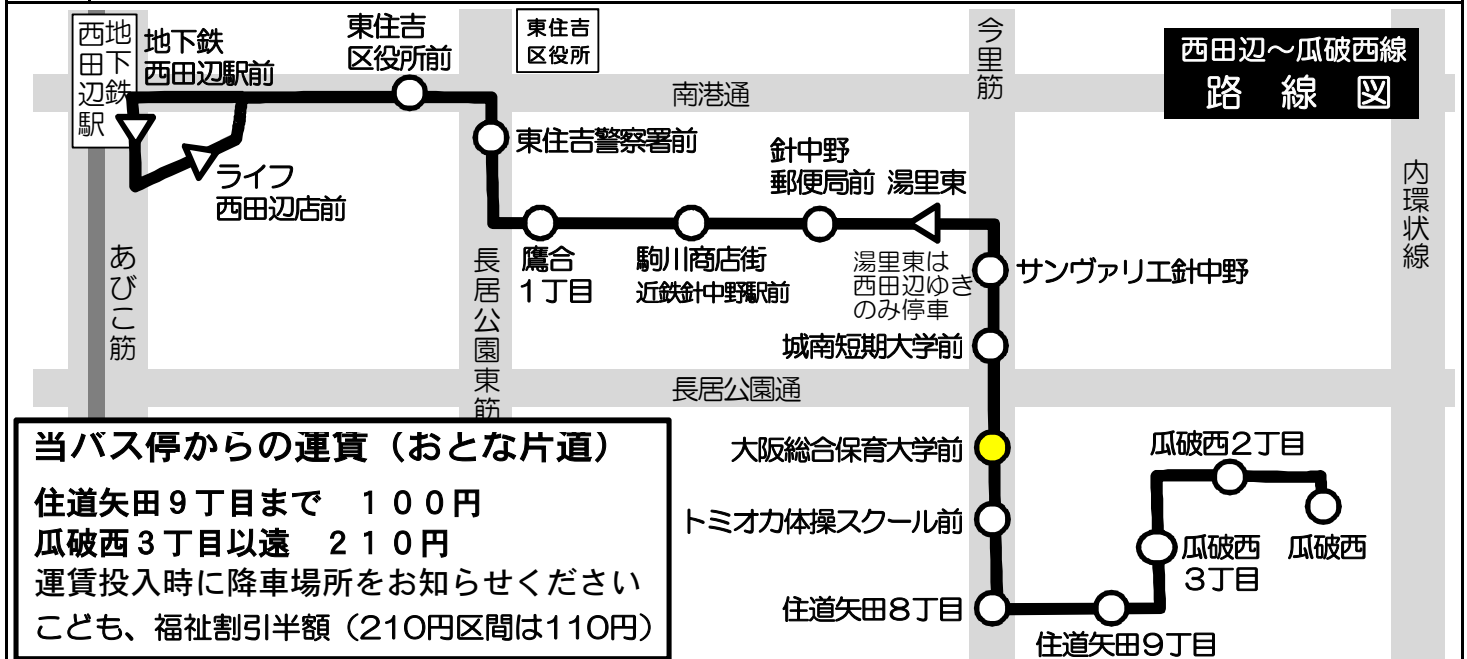 地下鉄
西田辺駅
地下鉄
西田辺駅前
東住吉
区役所前
東住吉
区役所
今里筋
西田辺～瓜破西線
路線図
南港通
東住吉警察署前
針中野
郵便局前
湯里東
ライフ
西田辺店前
内環状線
あびこ筋
長居公園東筋
鷹合
１丁目
駒川商店街
近鉄針中野駅前
湯里東は
西田辺ゆき
のみ停車
サンヴァリエ針中野
城南短期大学前
長居公園通
当バス停からの運賃（おとな片道）
住道矢田９丁目まで　１００円
瓜破西３丁目以遠　２１０円
運賃投入時に降車場所をお知らせください
こども、福祉割引半額（210円区間は110円）
大阪総合保育大学前
瓜破西２丁目
トミオカ体操スクール前
瓜破西
３丁目
瓜破西
住道矢田８丁目
住道矢田９丁目